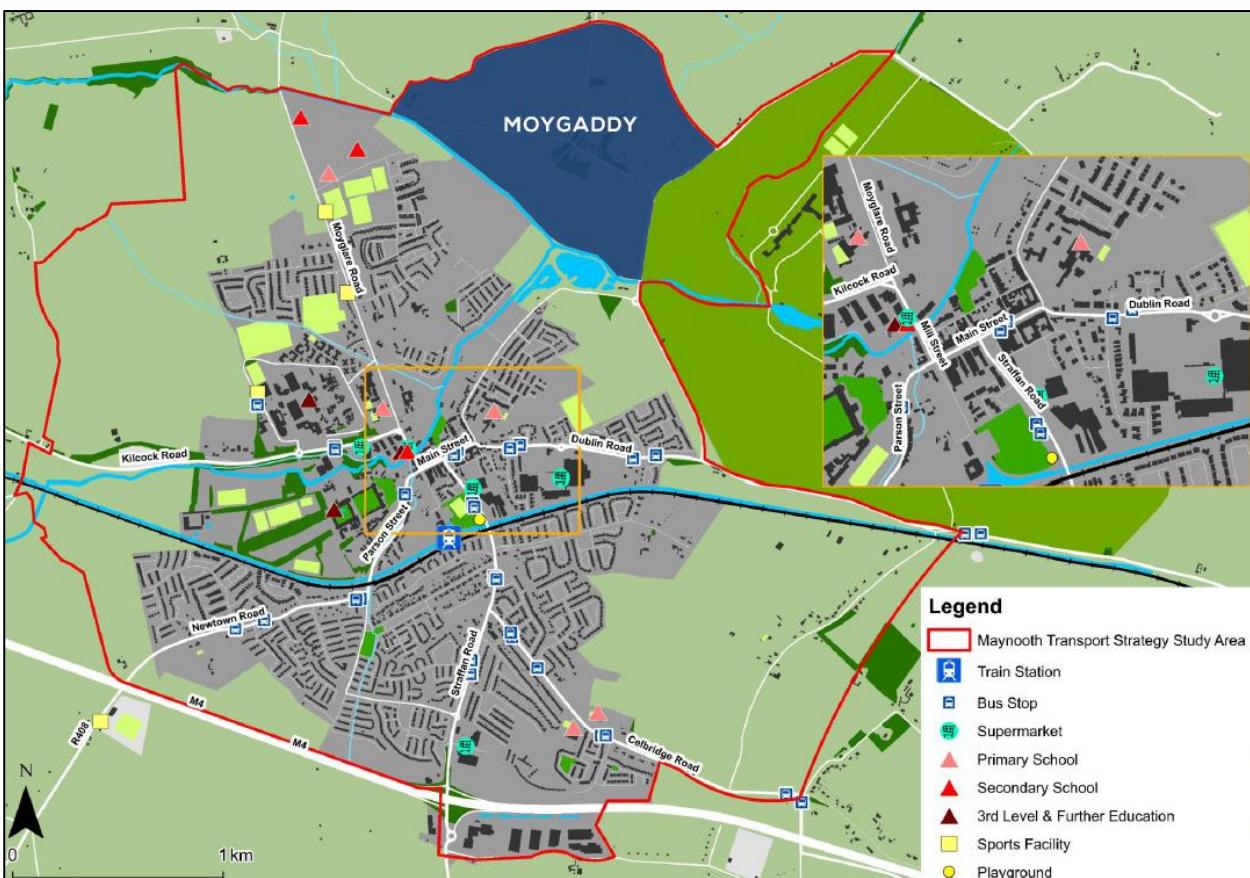 MOYGADDY
Moyglare Road
Kilcock Road
Main Street
Dublin Road
Parson Street
Newtown Road
Straffan Road
Celbridge Road
M4
M4
R408
N
0
1 km
Moyglare Road
Kilcock Road
Mill Street
Main Street
Dublin Road
Straffan Road
Parson Street
Legend
Maynooth Transport Strategy Study Area
Train Station
Bus Stop
Supermarket
Primary School
Secondary School
3rd Level & Further Education
Sports Facility
Playground